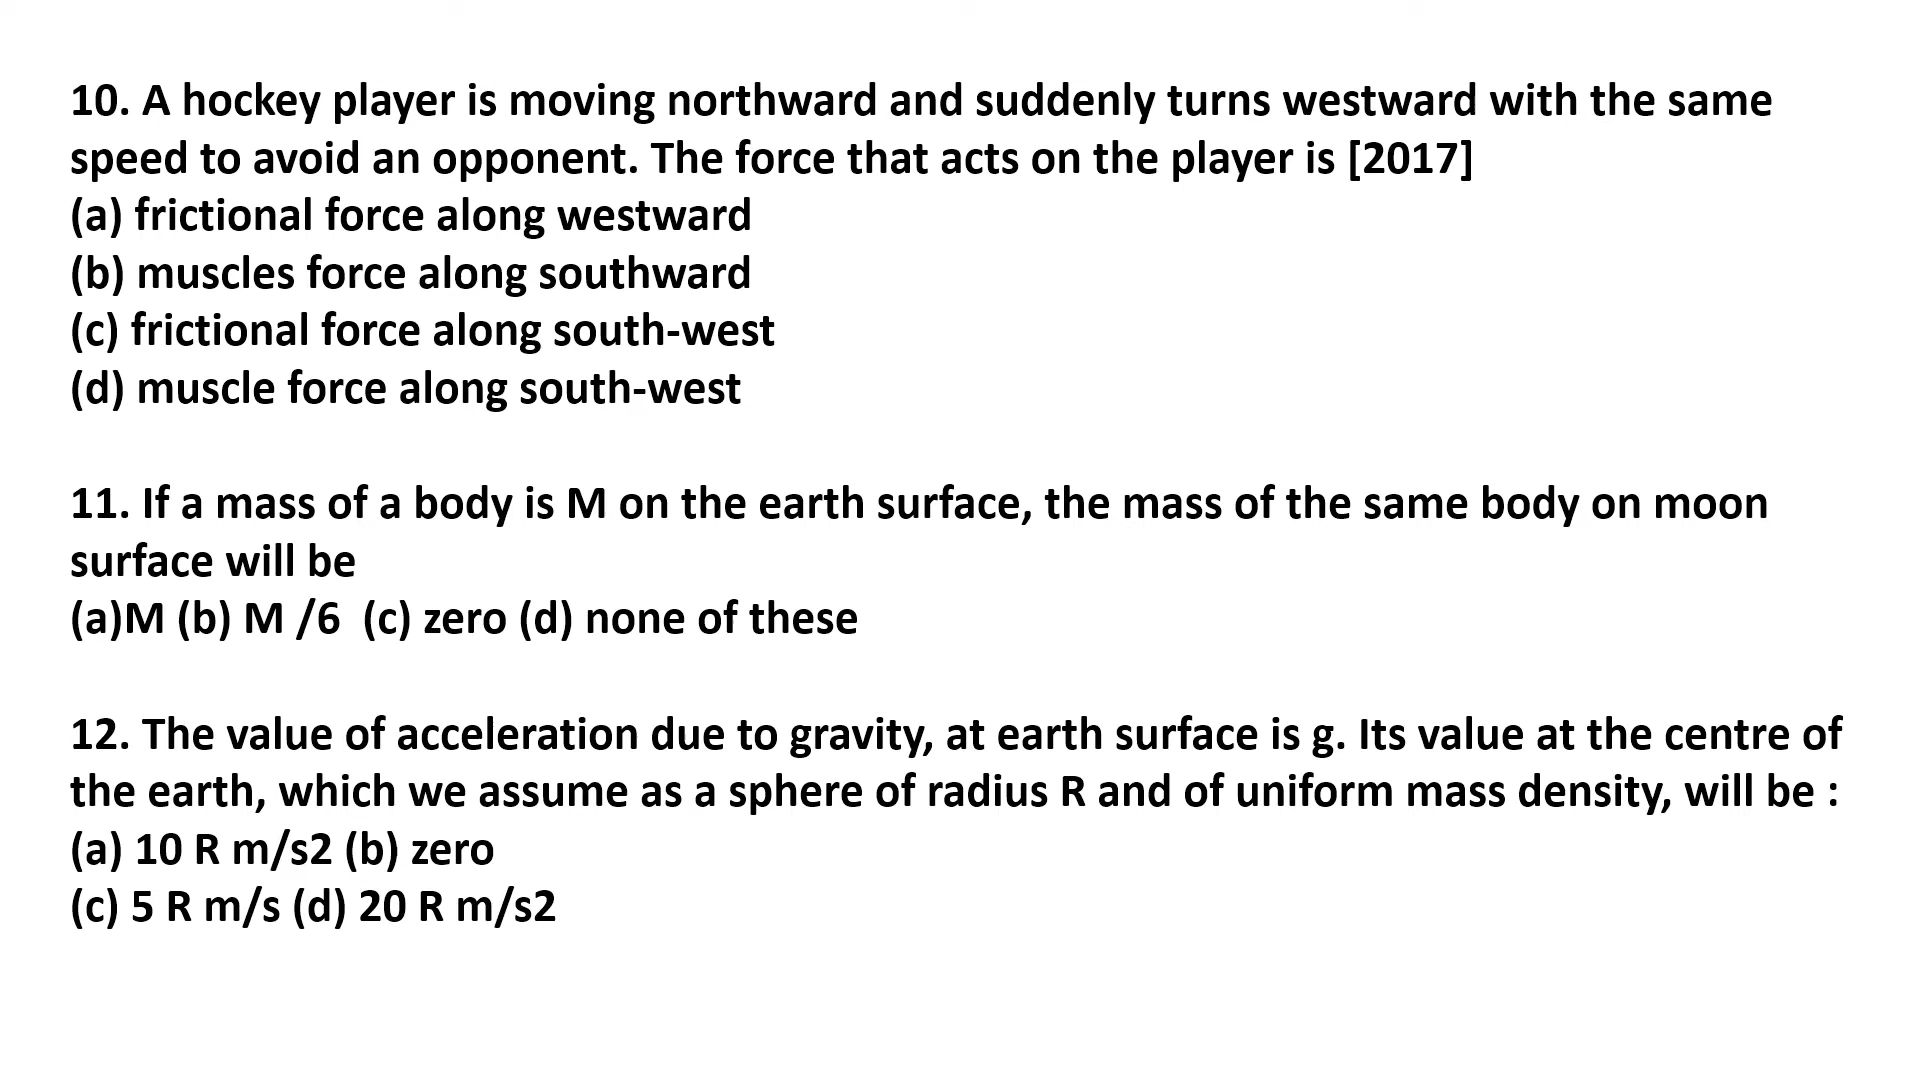 10. A hockey player is moving northward and suddenly turns westward with the same
speed to avoid an opponent. The force that acts on the player is [2017]
(a) frictional force along westward
(b) muscles force along southward
(c) frictional force along south-west
(d) muscle force along south-west
11. If a mass of a body is M on the earth surface, the mass of the same body on moon
surface will be
(a)M (b) M /6  (c) zero (d) none of these
12. The value of acceleration due to gravity, at earth surface is g. Its value at the centre of
the earth, which we assume as a sphere of radius R and of uniform mass density, will be :
(a) 10 R m/s2 (b) zero
(c) 5 R m/s (d) 20 R m/s2